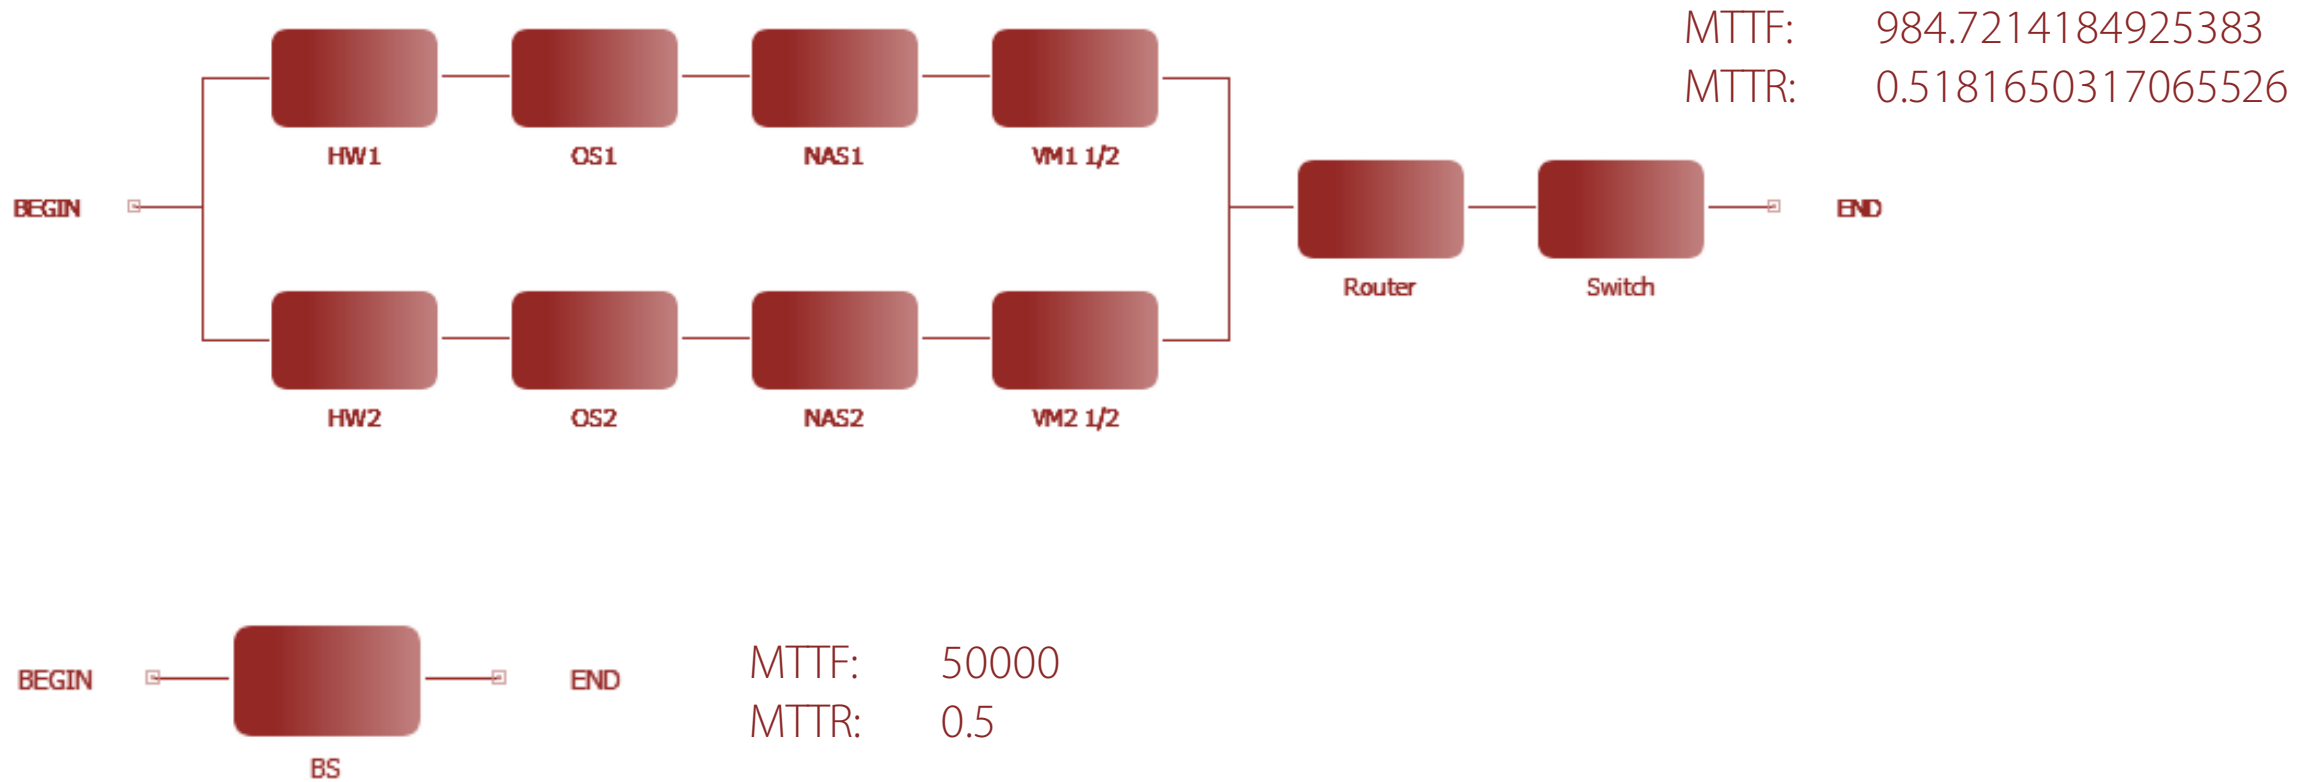 MTTF: 984.7214184925383
MTTR: 0.5181650317065526
HW1 OS1 NAS1 VM1 1/2
BEGIN
Router Switch
END
HW2 OS2 NAS2 VM2 1/2
BEGIN
BS
END
MTTF: 50000
MTTR: 0.5